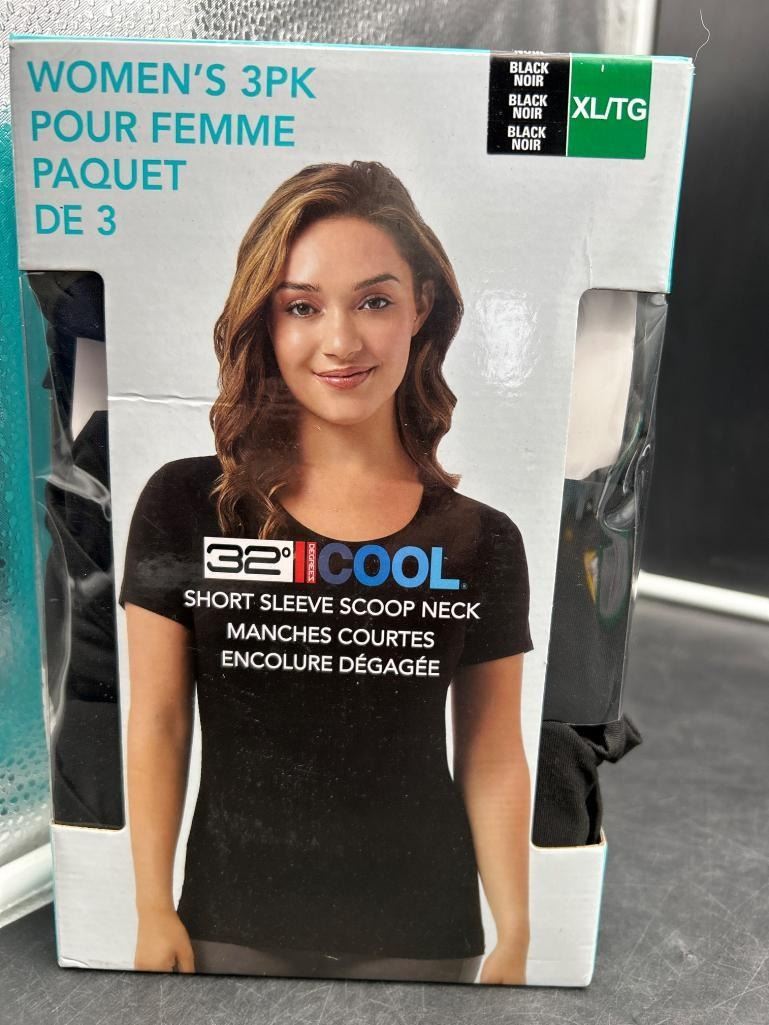 WOMEN'S 3PK
POUR FEMME
PAQUET
DE 3
NOIR
BLACK
NOIR
BLACK
NOIR
BLACK
NOIR
XL/TG
32° DEGREES COOL
SHORT SLEEVE SCOOP NECK
MANCHES COURTES
ENCOLURE DÉGAGÉE